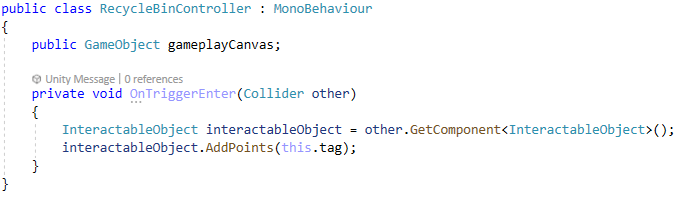 public class RecycleBinController : MonoBehaviour
{
public GameObject gameplayCanvas;
Unity Message | 0 references
private void OnTriggerEnter(Collider other)
{
InteractableObject interactableObject = other.GetComponent<InteractableObject>();
interactableObject.AddPoints(this.tag);
}
}